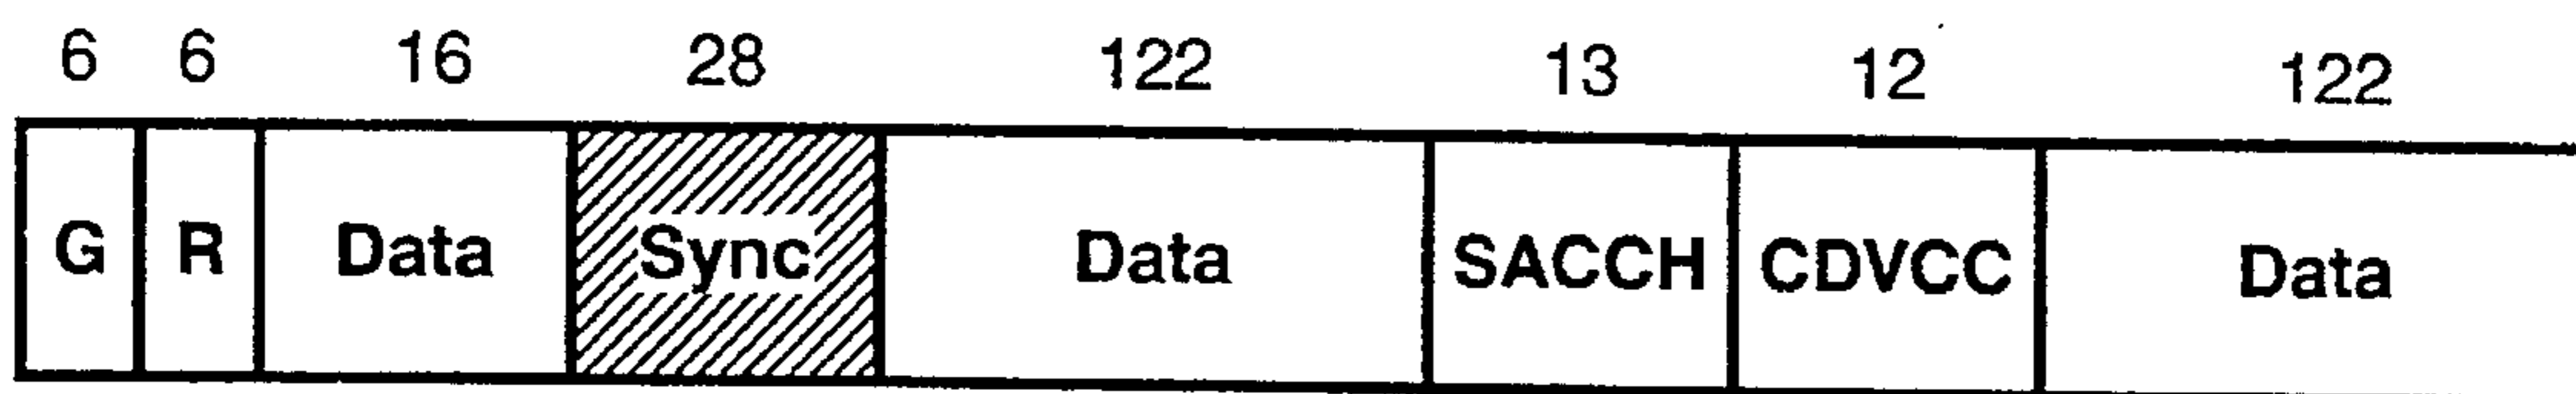 6 6 16 28 122 13 12 122
G R Data Sync Data SACCH CDVCC Data